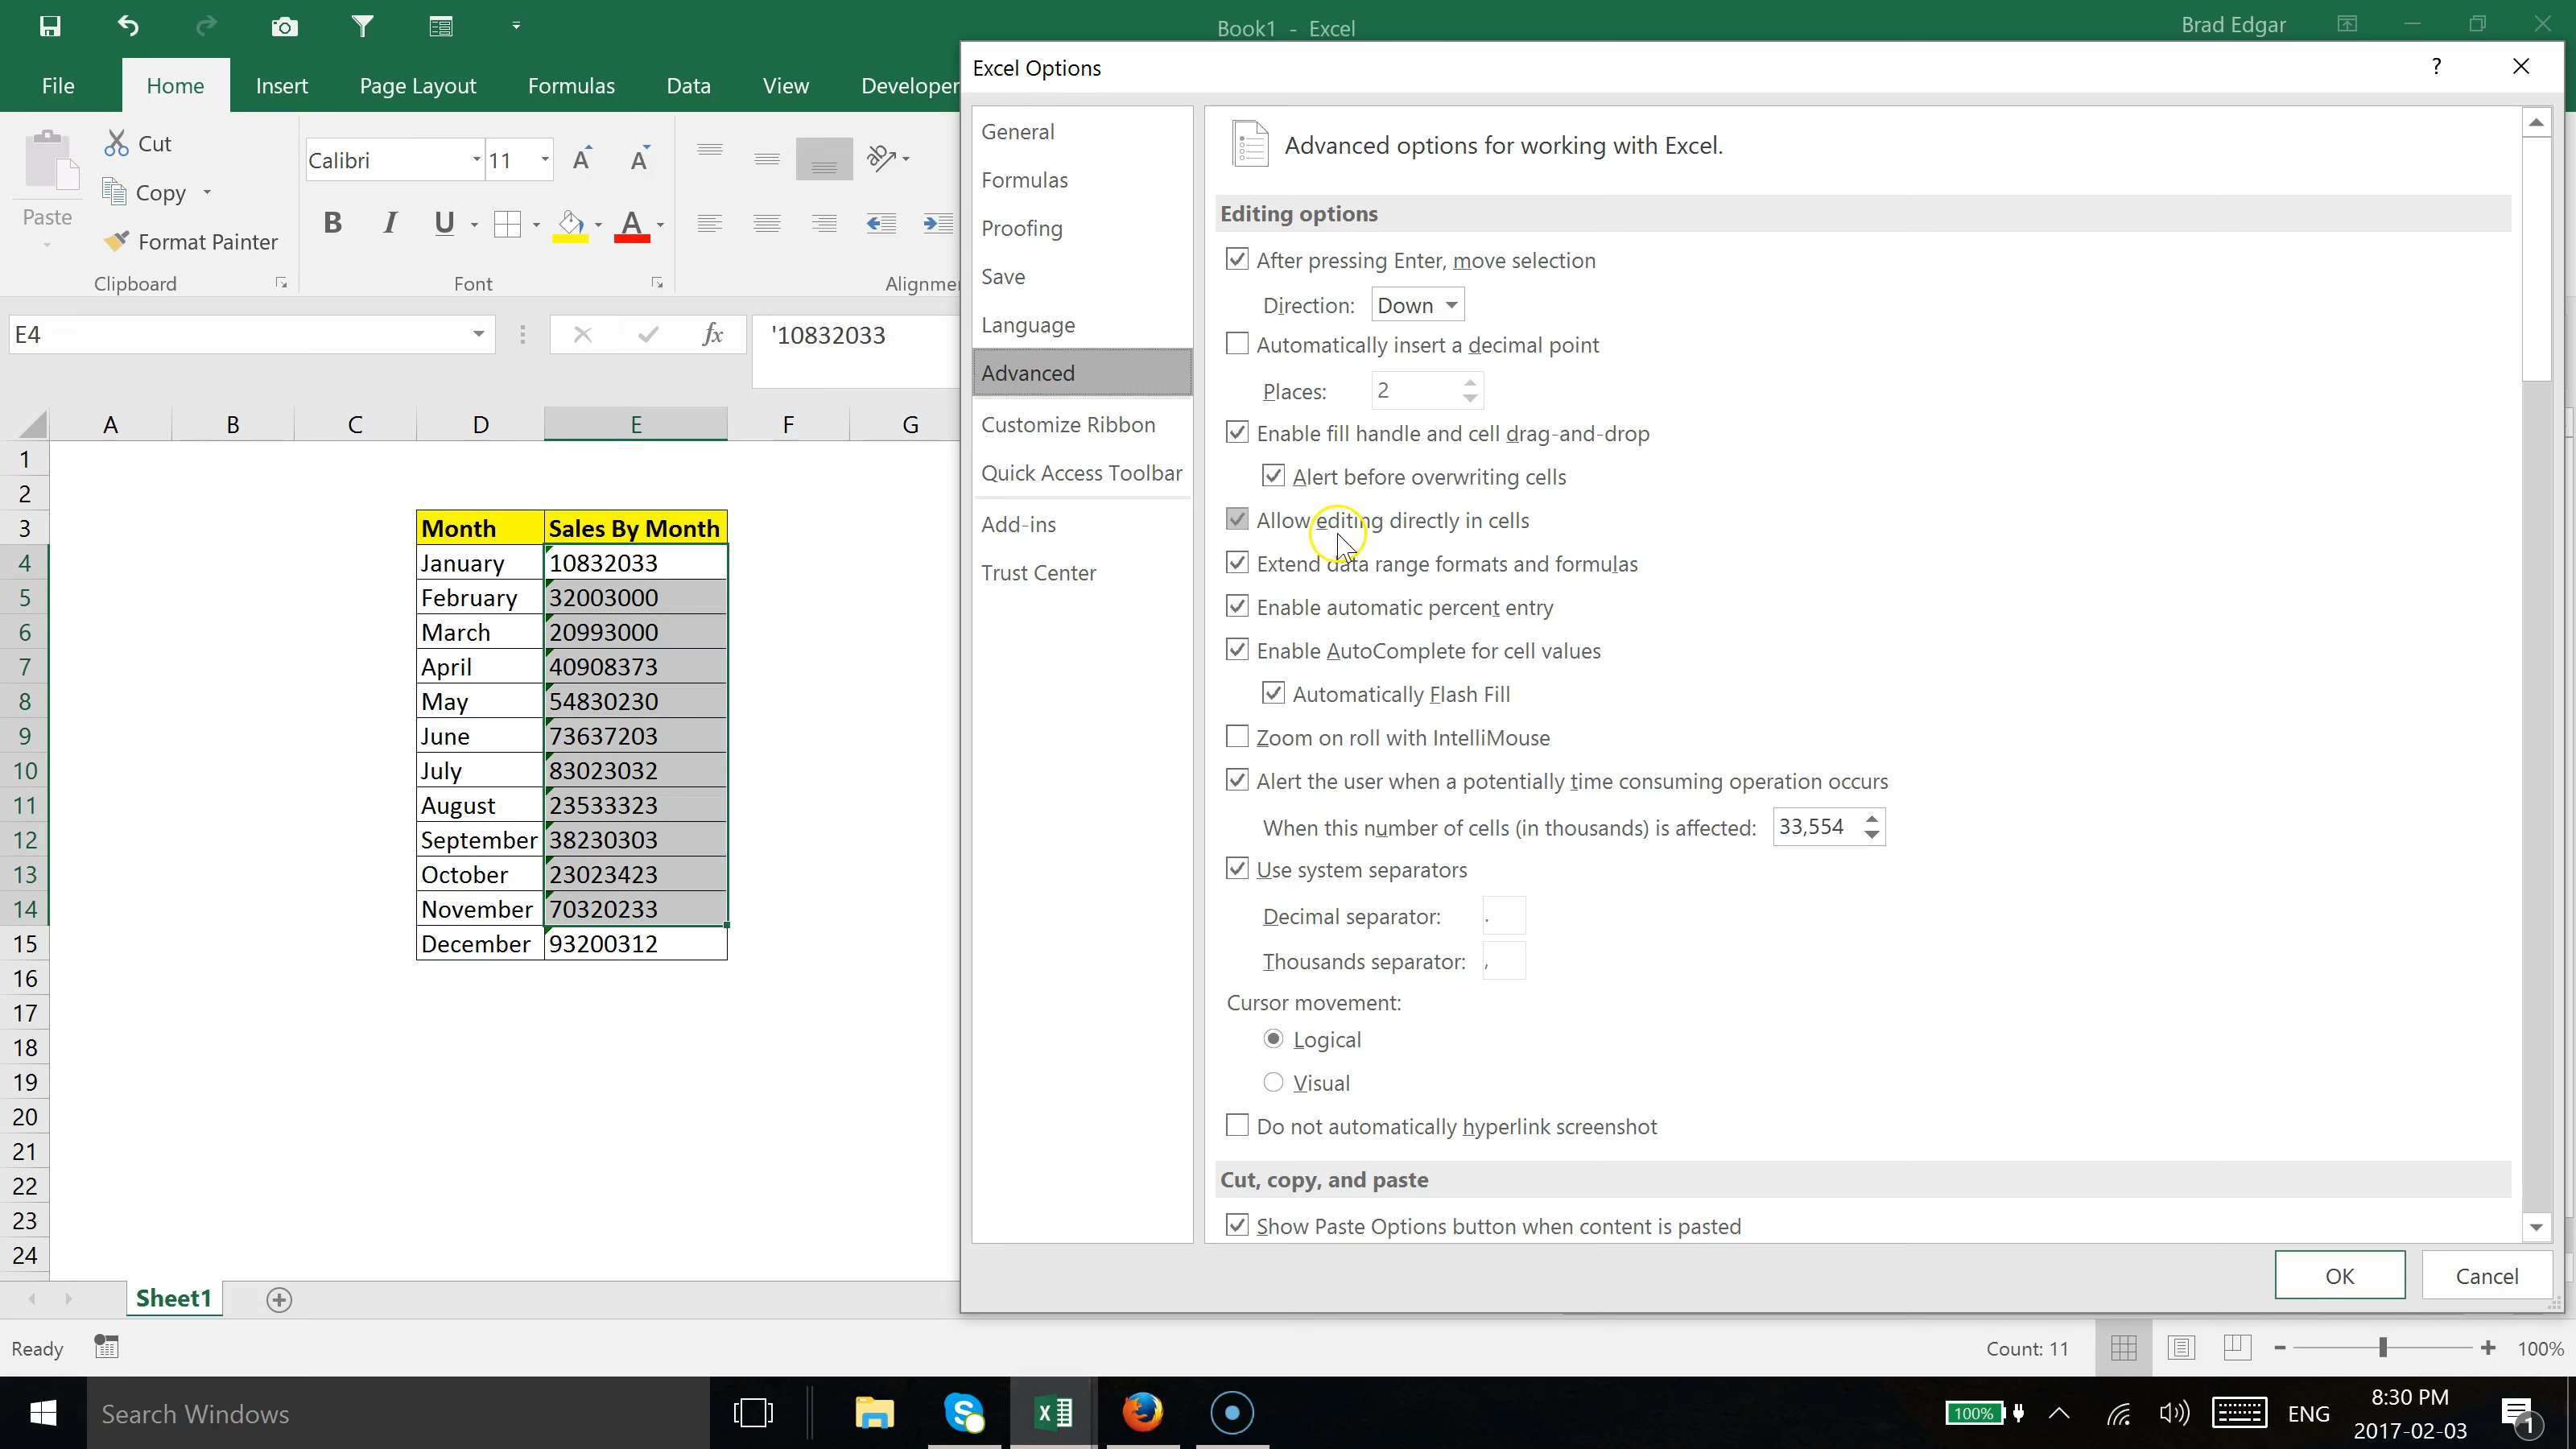 Book1 - Excel
Brad Edgar
File Home Insert Page Layout Formulas Data View Developer
Cut
Copy
Paste
Format Painter
Clipboard
Calibri 11
B I U A
Font
Alignme
E4
fx
'10832033
A B C D E F G
1
2
3 Month Sales By Month
4 January 10832033
5 February 32003000
6 March 20993000
7 April 40908373
8 May 54830230
9 June 73637203
10 July 83023032
11 August 23533323
12 September 38230303
13 October 23023423
14 November 70320233
15 December 93200312
16
17
18
19
20
21
22
23
24
Sheet1
Ready
Count: 11
100%
Excel Options
?
General
Formulas
Proofing
Save
Language
Advanced
Customize Ribbon
Quick Access Toolbar
Add-ins
Trust Center
Advanced options for working with Excel.
Editing options
After pressing Enter, move selection
Direction: Down
Automatically insert a decimal point
Places: 2
Enable fill handle and cell drag-and-drop
Alert before overwriting cells
Allow editing directly in cells
Extend data range formats and formulas
Enable automatic percent entry
Enable AutoComplete for cell values
Automatically Flash Fill
Zoom on roll with IntelliMouse
Alert the user when a potentially time consuming operation occurs
When this number of cells (in thousands) is affected: 33,554
Use system separators
Decimal separator: .
Thousands separator: ,
Cursor movement:
Logical
Visual
Do not automatically hyperlink screenshot
Cut, copy, and paste
Show Paste Options button when content is pasted
OK
Cancel
Search Windows
100%
ENG
8:30 PM
2017-02-03
1